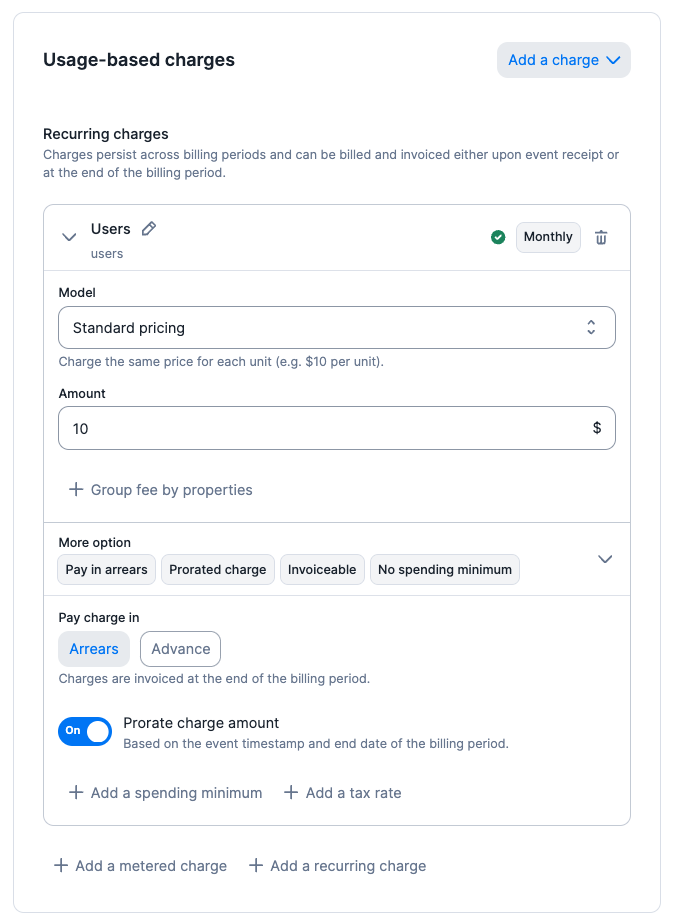 Usage-based charges
Add a charge
Recurring charges
Charges persist across billing periods and can be billed and invoiced either upon event receipt or
at the end of the billing period.
Users
users
Monthly
Model
Standard pricing
Charge the same price for each unit (e.g. $10 per unit).
Amount
10
$
Group fee by properties
More option
Pay in arrears
Prorated charge
Invoiceable
No spending minimum
Pay charge in
Arrears
Advance
Charges are invoiced at the end of the billing period.
On
Prorate charge amount
Based on the event timestamp and end date of the billing period.
Add a spending minimum
Add a tax rate
Add a metered charge
Add a recurring charge